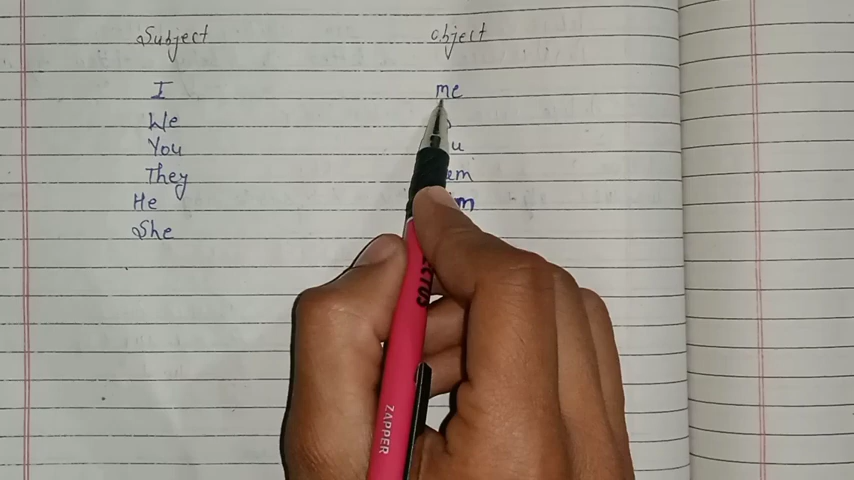 Subject object
I me
We
You
They
He
She
ZAPPER